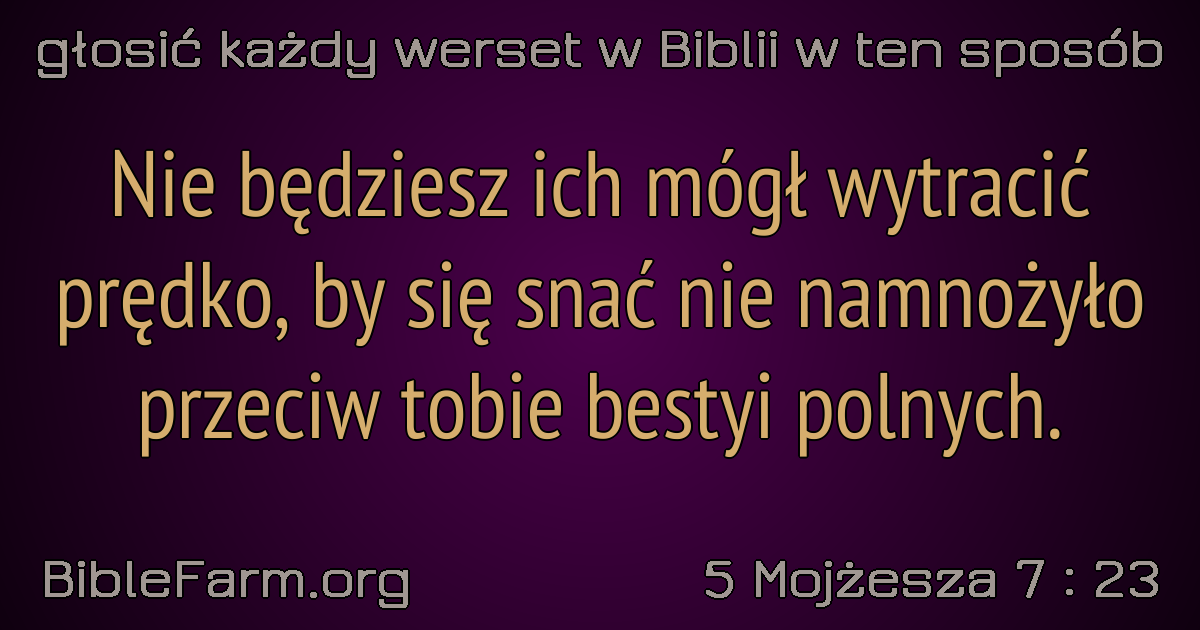 głosić każdy werset w Biblii w ten sposób
Nie będziesz ich mógł wytracić
prędko, by się snać nie namnożyło
przeciw tobie bestyi polnych.
BibleFarm.org
5 Mojżesza 7 : 23